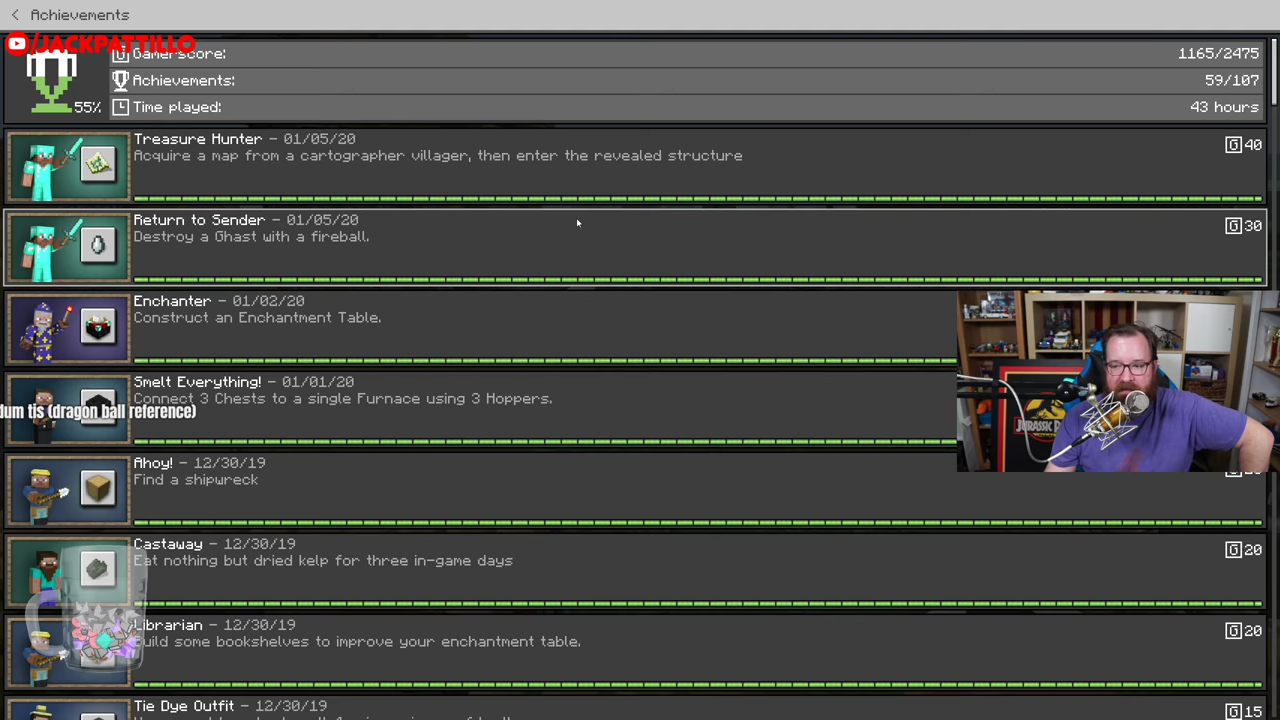 Achievements
/JACKPATTILLO
Gamerscore:
1165/2475
Achievements:
59/107
55%
Time played:
43 hours
Treasure Hunter - 01/05/20
G 40
Acquire a map from a cartographer villager, then enter the revealed structure
Return to Sender - 01/05/20
G 30
Destroy a Ghast with a fireball.
Enchanter - 01/02/20
Construct an Enchantment Table.
Smelt Everything! - 01/01/20
Connect 3 Chests to a single Furnace using 3 Hoppers.
dum tis (dragon ball reference)
JURASSIC
Ahoy! - 12/30/19
Find a shipwreck
Castaway - 12/30/19
G 20
Eat nothing but dried kelp for three in-game days
Librarian - 12/30/19
G 20
Build some bookshelves to improve your enchantment table.
Tie Dye Outfit - 12/30/19
G 15